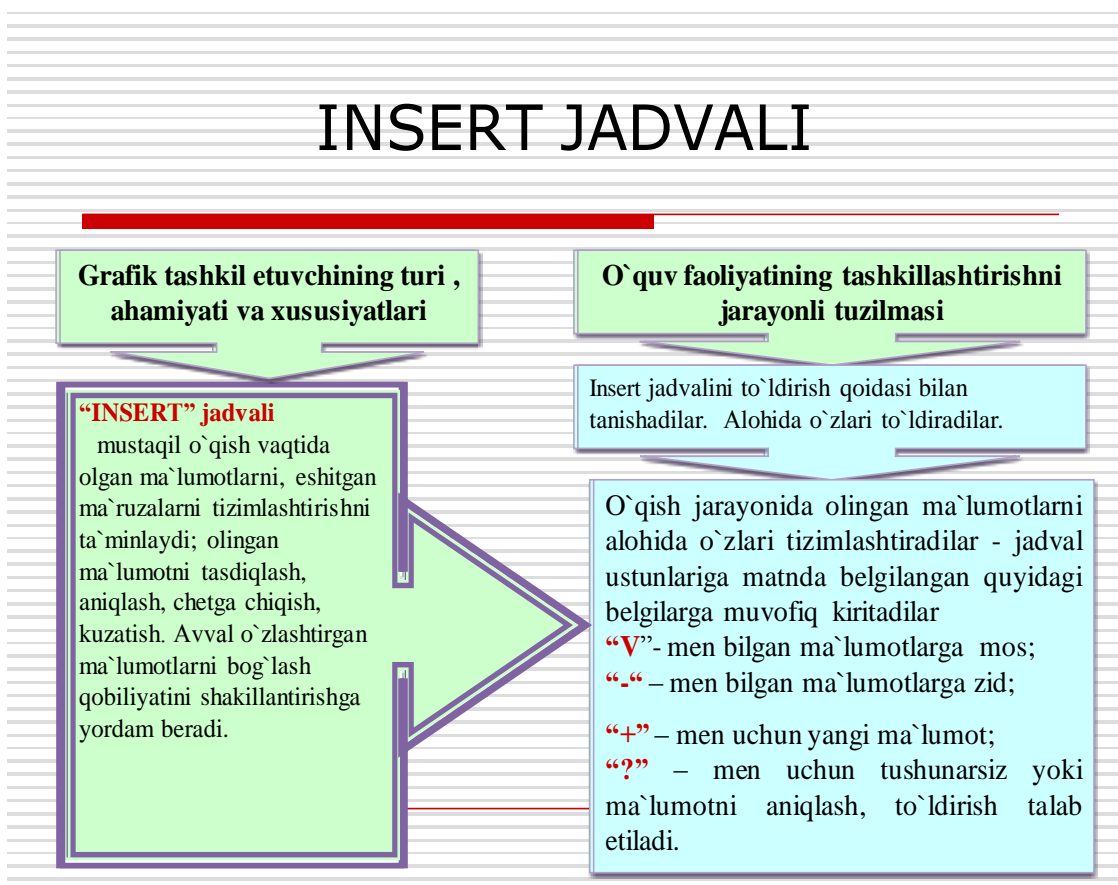 INSERT JADVALI
Grafik tashkil etuvchining turi ,
ahamiyati va xususiyatlari
“INSERT” jadvali
mustaqil o`qish vaqtida
olgan ma`lumotlarni, eshitgan
ma`ruzalarni tizimlashtirishni
ta`minlaydi; olingan
ma`lumotni tasdiqlash,
aniqlash, chetga chiqish,
kuzatish. Avval o`zlashtirgan
ma`lumotlarni bog`lash
qobiliyatini shakillantirishga
yordam beradi.
O`quv faoliyatining tashkillashtirishni
jarayonli tuzilmasi
Insert jadvalini to`ldirish qoidasi bilan
tanishadilar. Alohida o`zlari to`ldiradilar.
O`qish jarayonida olingan ma`lumotlarni
alohida o`zlari tizimlashtiradilar - jadval
ustunlariga matnda belgilangan quyidagi
belgilarga muvofiq kiritadilar
“V”- men bilgan ma`lumotlarga mos;
“-“ – men bilgan ma`lumotlarga zid;
“+” – men uchun yangi ma`lumot;
“?” – men uchun tushunarsiz yoki
ma`lumotni aniqlash, to`ldirish talab
etiladi.